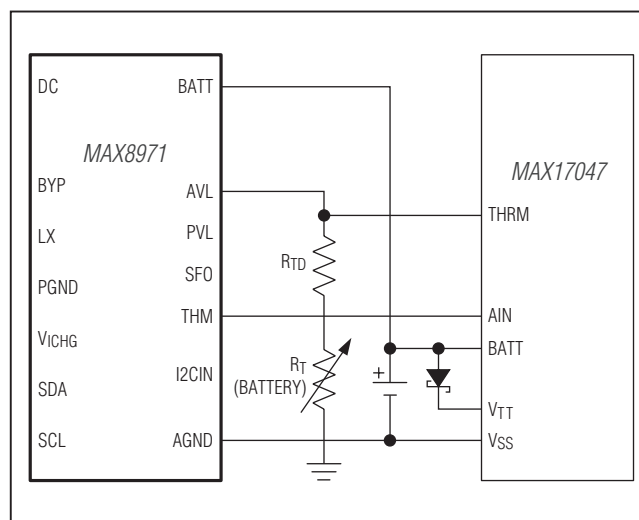 DC
BATT
MAX8971
MAX17047
BYP
AVL
THRM
LX
PVL
RTD
SFO
PGND
THM
AIN
VICHG
RT
(BATTERY)
I2CIN
+
BATT
SDA
VTT
SCL
AGND
VSS